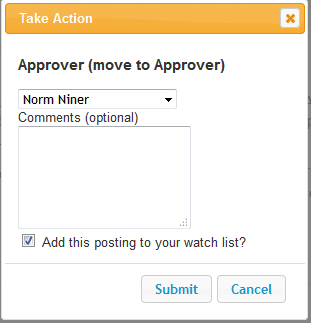 Take Action
Approver (move to Approver)
Norm Niner
Comments (optional)
Add this posting to your watch list?
Submit Cancel